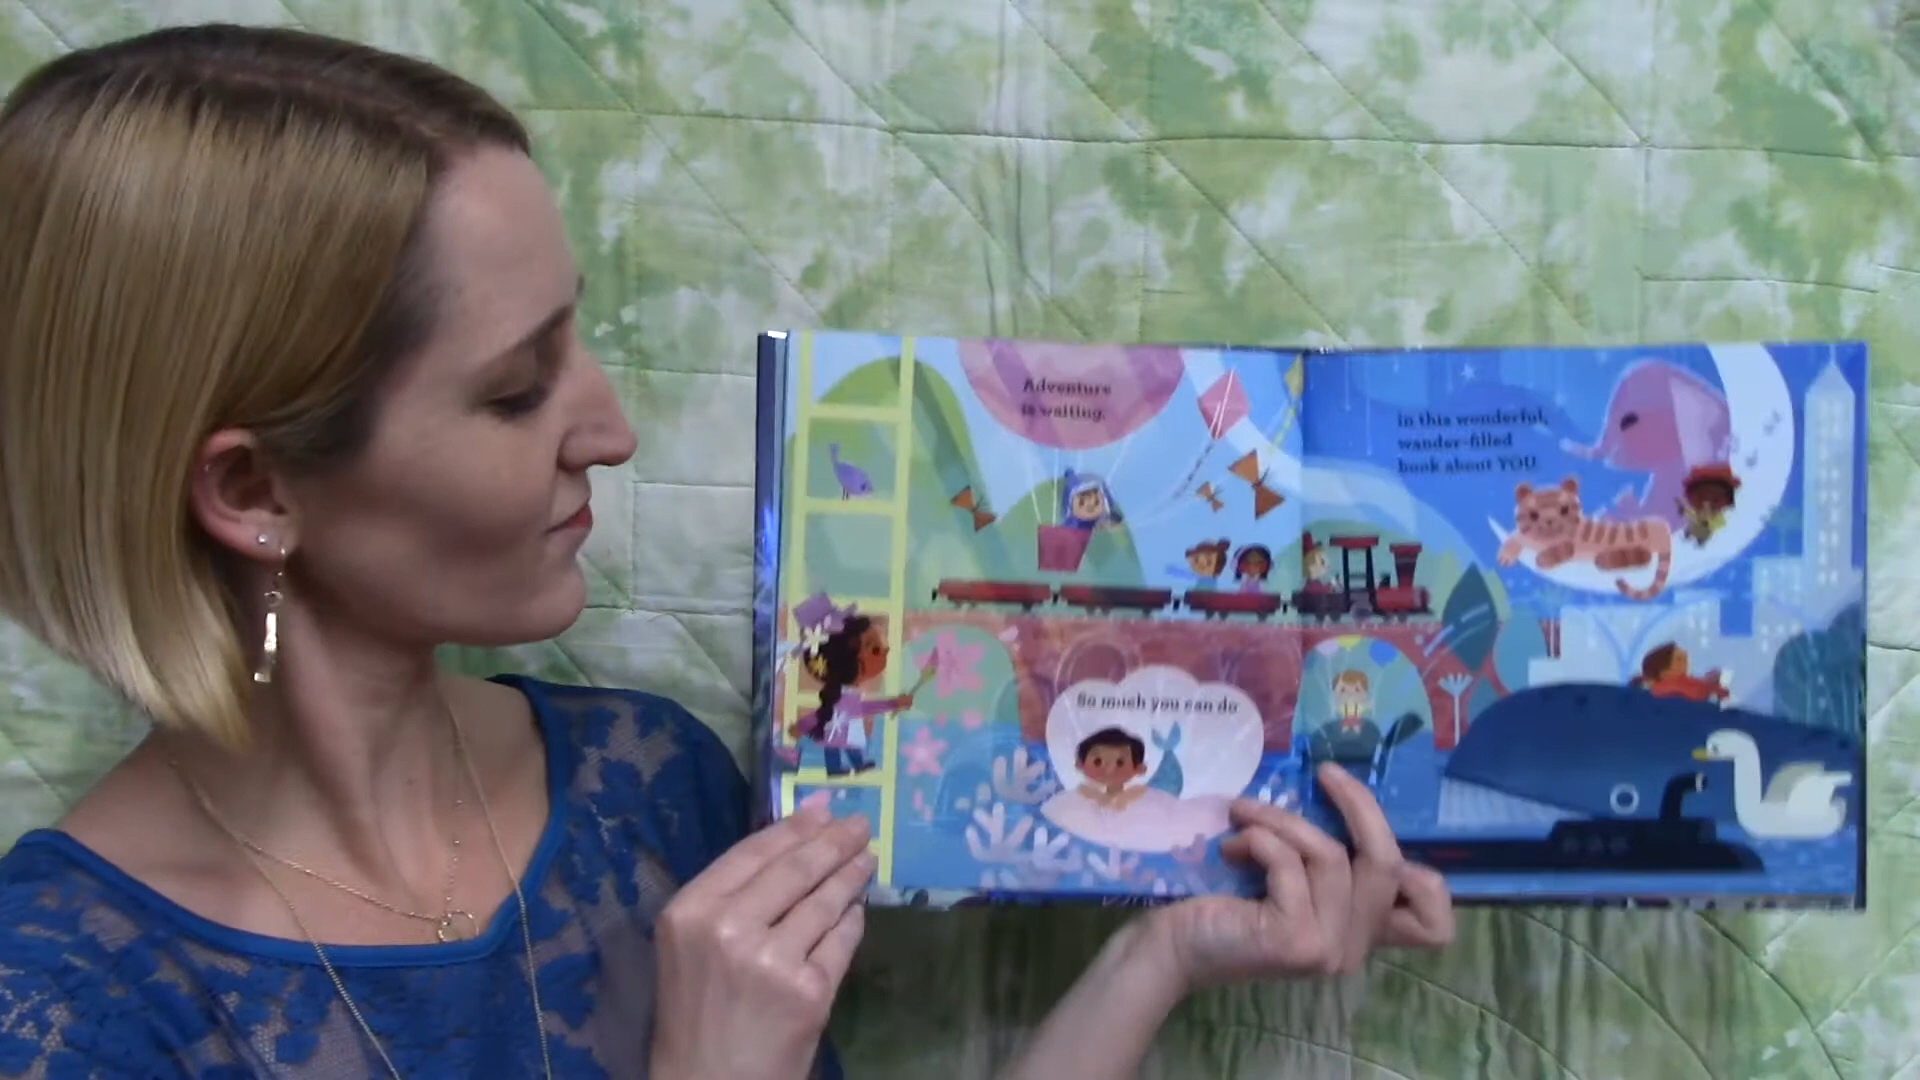 Adventure
is waiting.
So much you can do
in this wonderful,
wander-filled
book about YOU.